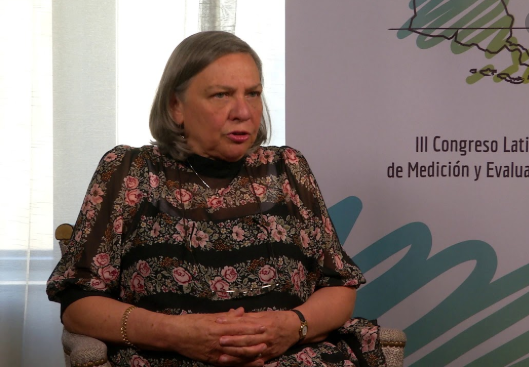 III Congreso Lati
de Medición y Evalua